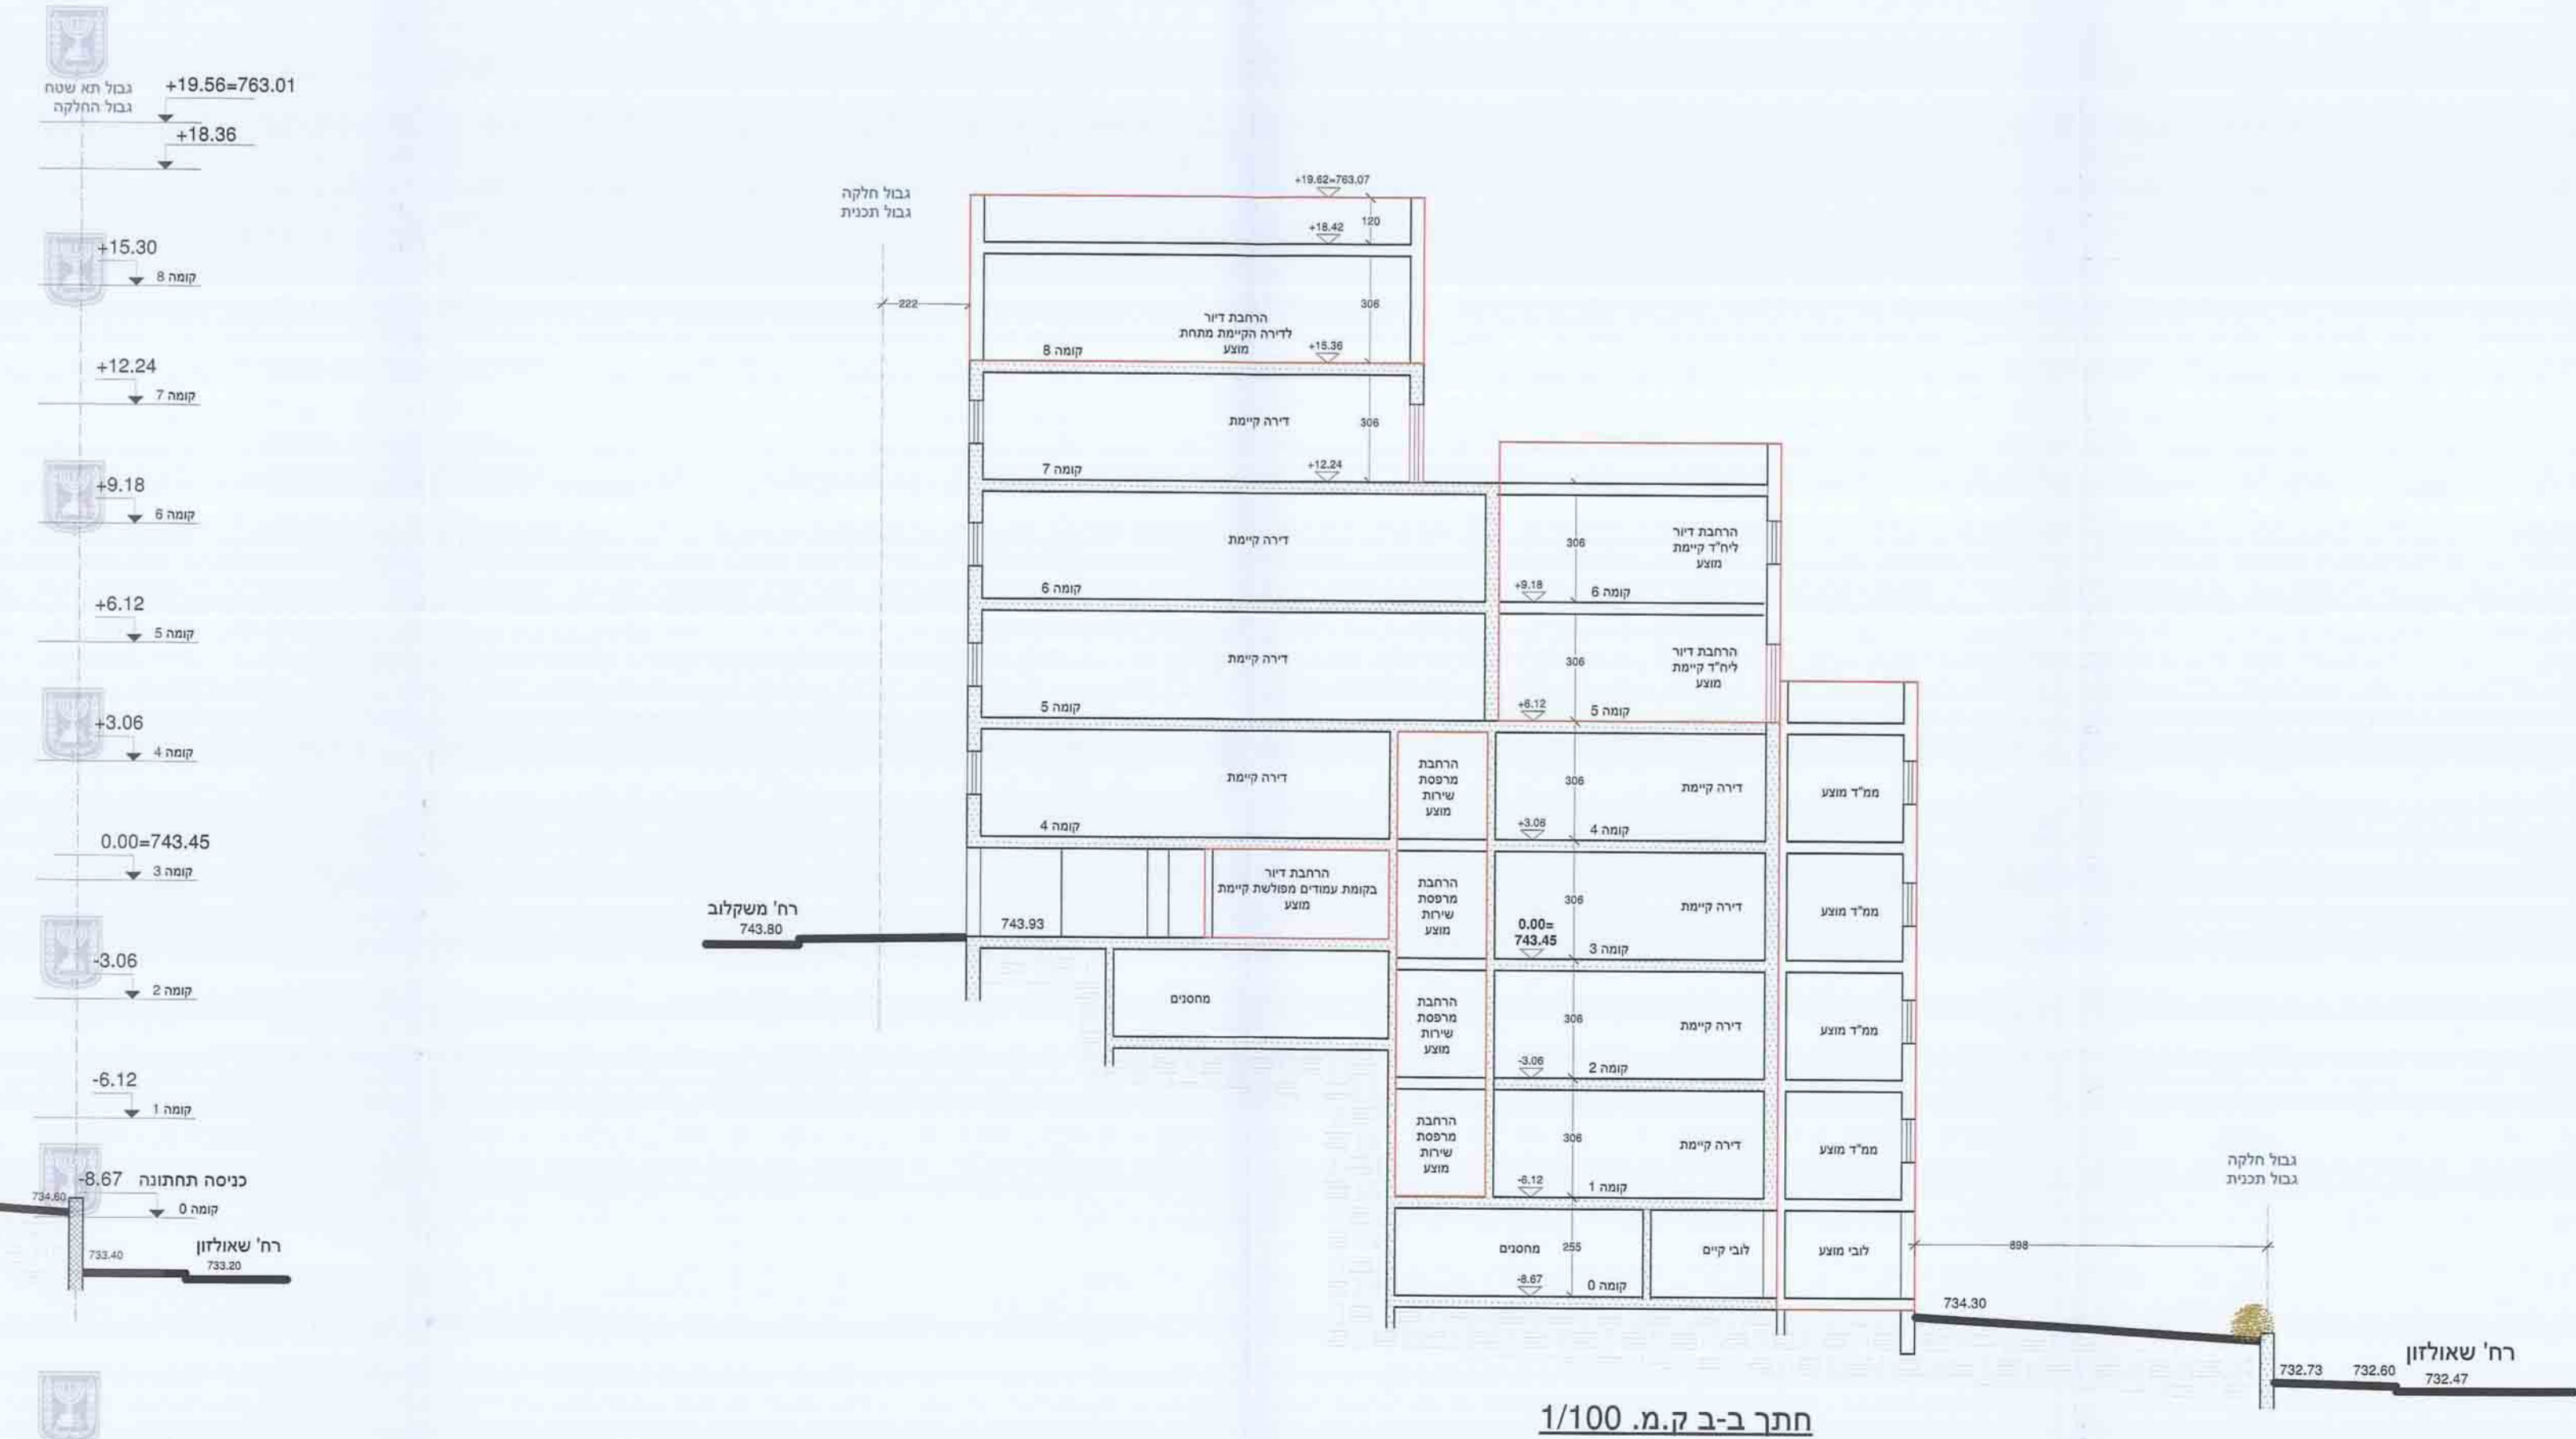 גבול תא שטח
גבול החלקה
+19.56=763.01
+18.36
+15.30
קומה 8
+12.24
קומה 7
+9.18
קומה 6
+6.12
קומה 5
+3.06
קומה 4
0.00=743.45
קומה 3
-3.06
קומה 2
-6.12
קומה 1
-8.67 כניסה תחתונה
קומה 0
734.60
733.40
רח' שאולזון
733.20
גבול חלקה
גבול תכנית
222
+19.62=763.07
120
+18.42
306
הרחבת דיור
לדירה הקיימת מתחת
מוצע
+15.36
קומה 8
דירה קיימת
306
+12.24
קומה 7
דירה קיימת
קומה 6
306
הרחבת דיור
ליח"ד קיימת
מוצע
+9.18
קומה 6
דירה קיימת
קומה 5
306
הרחבת דיור
ליח"ד קיימת
מוצע
+6.12
קומה 5
דירה קיימת
קומה 4
הרחבת
מרפסת
שירות
מוצע
306
דירה קיימת
+3.06
קומה 4
ממ"ד מוצע
רח' משקלוב
743.80
743.93
הרחבת דיור
בקומת עמודים מפולשת קיימת
מוצע
הרחבת
מרפסת
שירות
מוצע
306
דירה קיימת
0.00=
743.45
קומה 3
ממ"ד מוצע
מחסנים
הרחבת
מרפסת
שירות
מוצע
306
דירה קיימת
-3.06
קומה 2
ממ"ד מוצע
הרחבת
מרפסת
שירות
מוצע
306
דירה קיימת
-6.12
קומה 1
ממ"ד מוצע
מחסנים
255
לובי קיים
לובי מוצע
-8.67
קומה 0
898
גבול חלקה
גבול תכנית
734.30
רח' שאולזון
732.73
732.60
732.47
חתך ב-ב ק.מ. 1/100